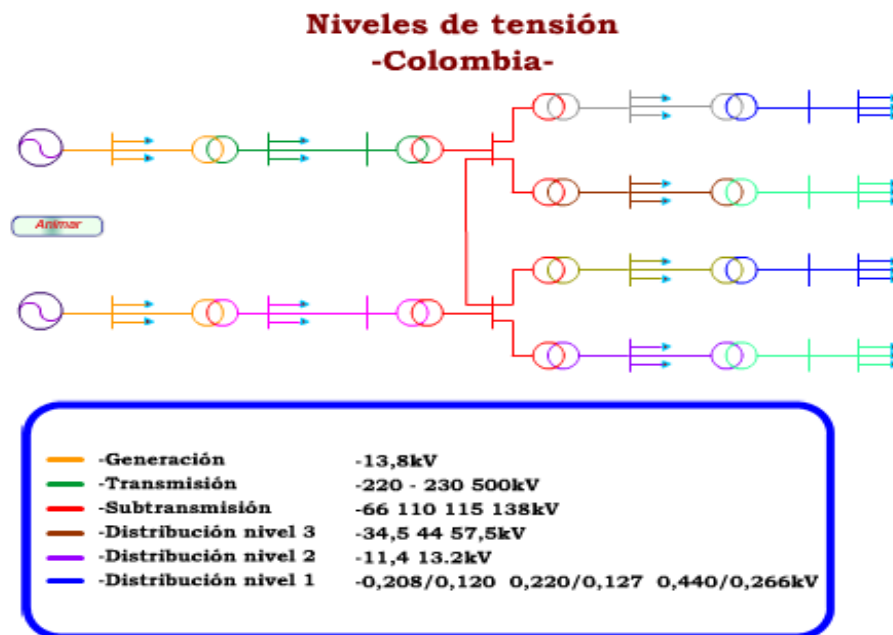 Niveles de tensión
-Colombia-
Animar
-Generación -13,8kV
-Transmisión -220 - 230 500kV
-Subtransmisión -66 110 115 138kV
-Distribución nivel 3 -34,5 44 57,5kV
-Distribución nivel 2 -11,4 13.2kV
-Distribución nivel 1 -0,208/0,120 0,220/0,127 0,440/0,266kV